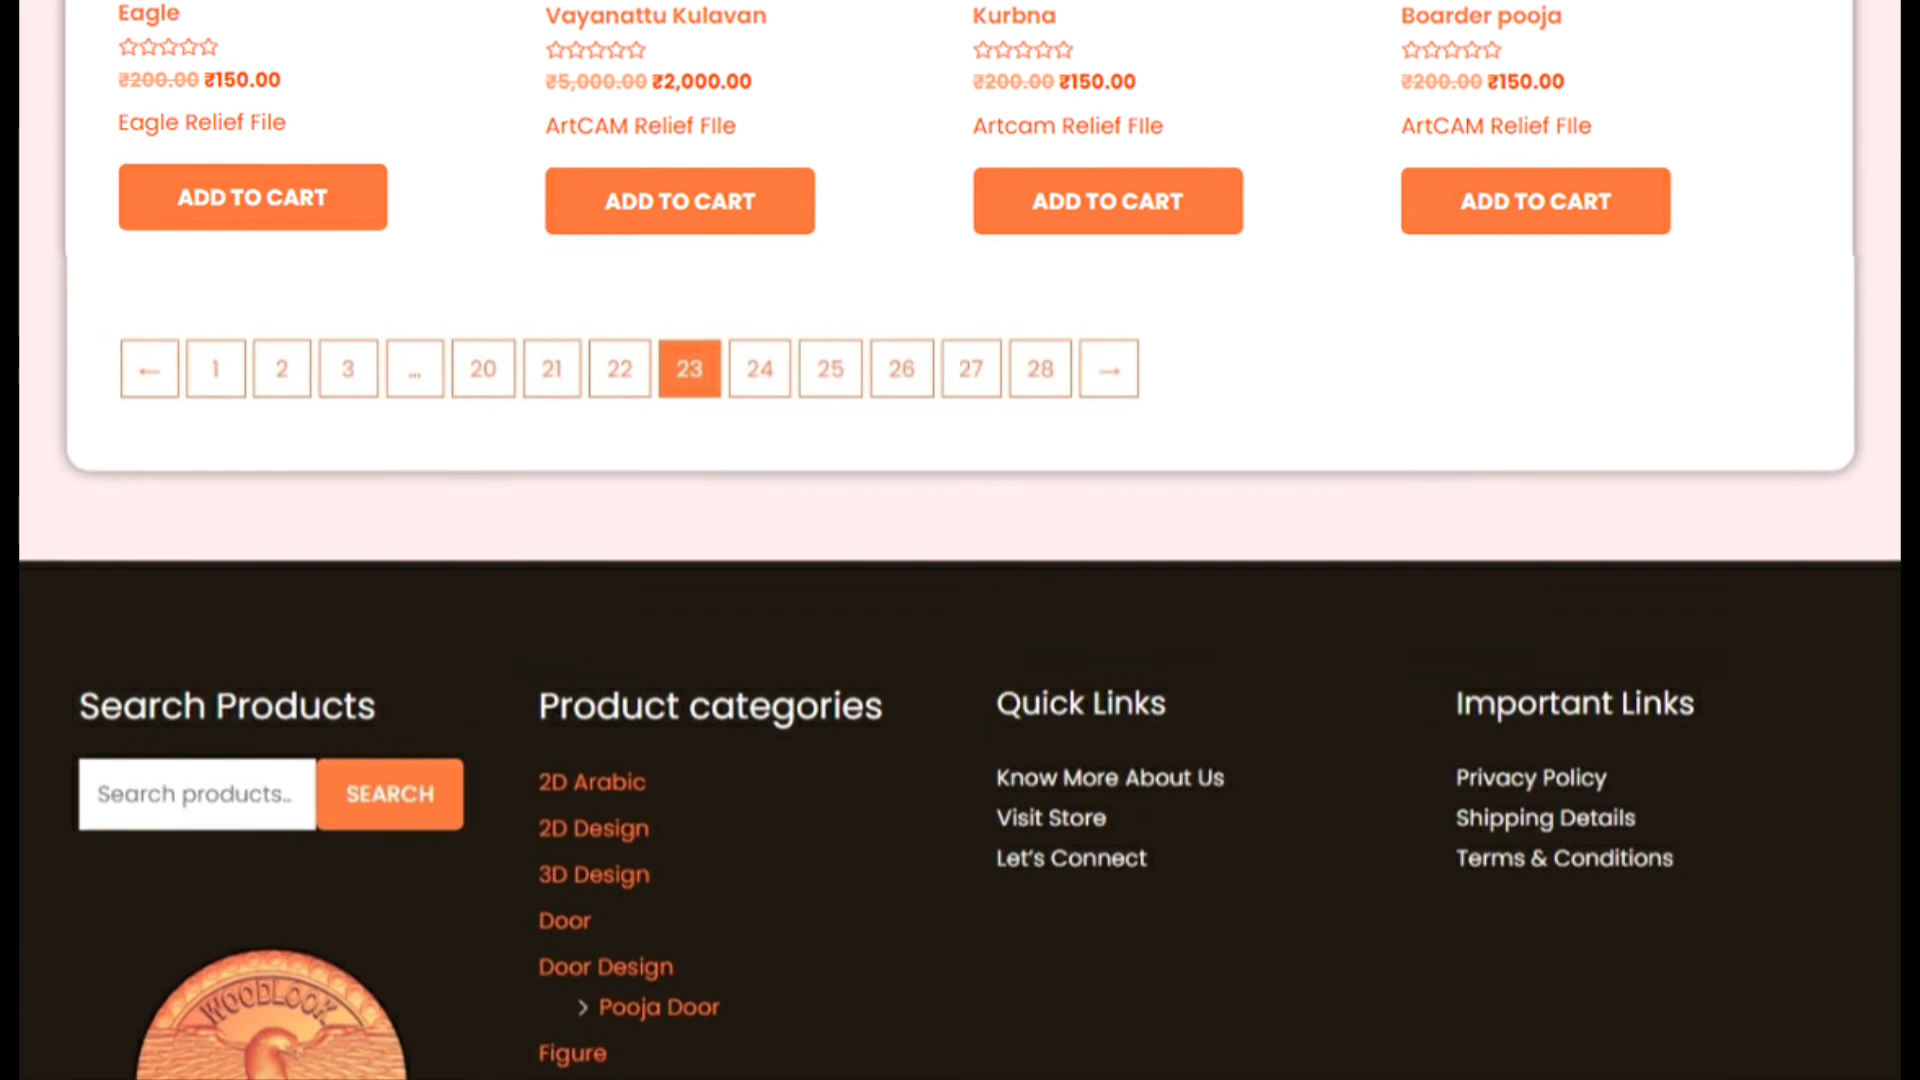 Eagle
₹200.00 ₹150.00
Eagle Relief File
ADD TO CART
Vayanattu Kulavan
₹5,000.00 ₹2,000.00
ArtCAM Relief FIle
ADD TO CART
Kurbna
₹200.00 ₹150.00
Artcam Relief FIle
ADD TO CART
Boarder pooja
₹200.00 ₹150.00
ArtCAM Relief FIle
ADD TO CART
← 1 2 3 … 20 21 22 23 24 25 26 27 28 →
Search Products
Search products…
SEARCH
WOODLOOK
Product categories
2D Arabic
2D Design
3D Design
Door
Door Design
Pooja Door
Figure
Quick Links
Know More About Us
Visit Store
Let’s Connect
Important Links
Privacy Policy
Shipping Details
Terms & Conditions